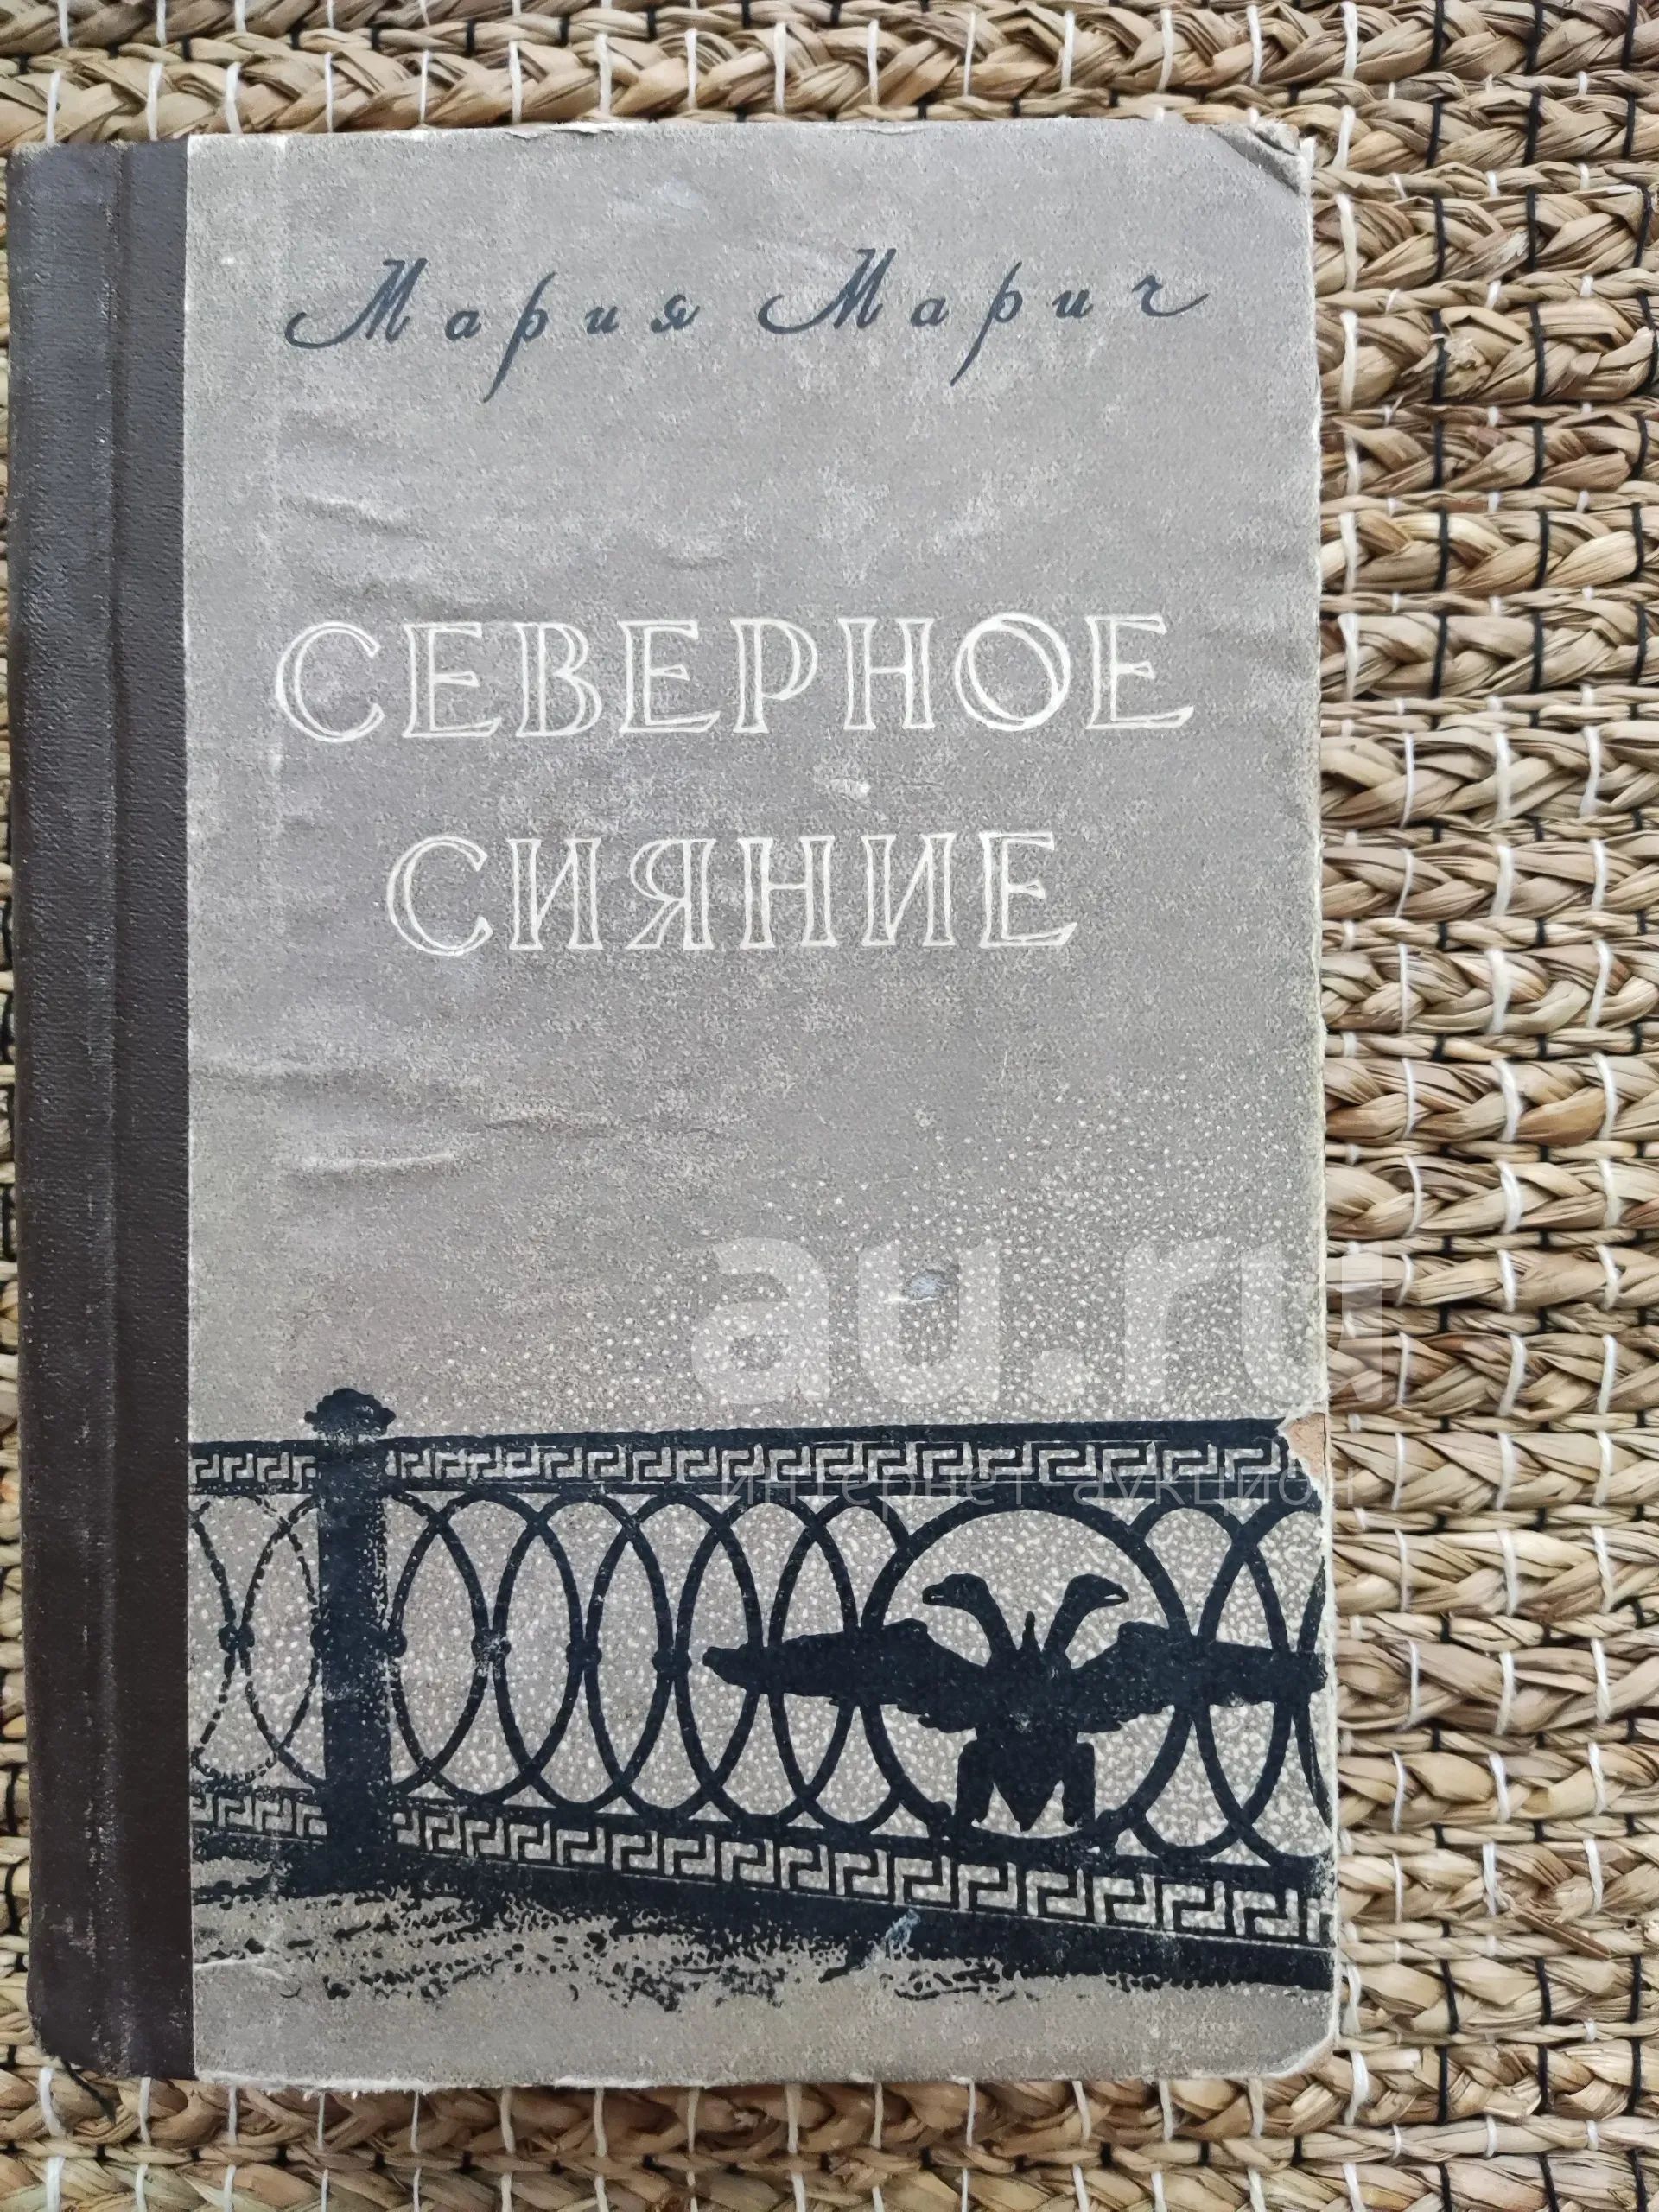 Мария Марич
СЕВЕРНОЕ
СИЯНИЕ
au.ru
интернет-аукцион